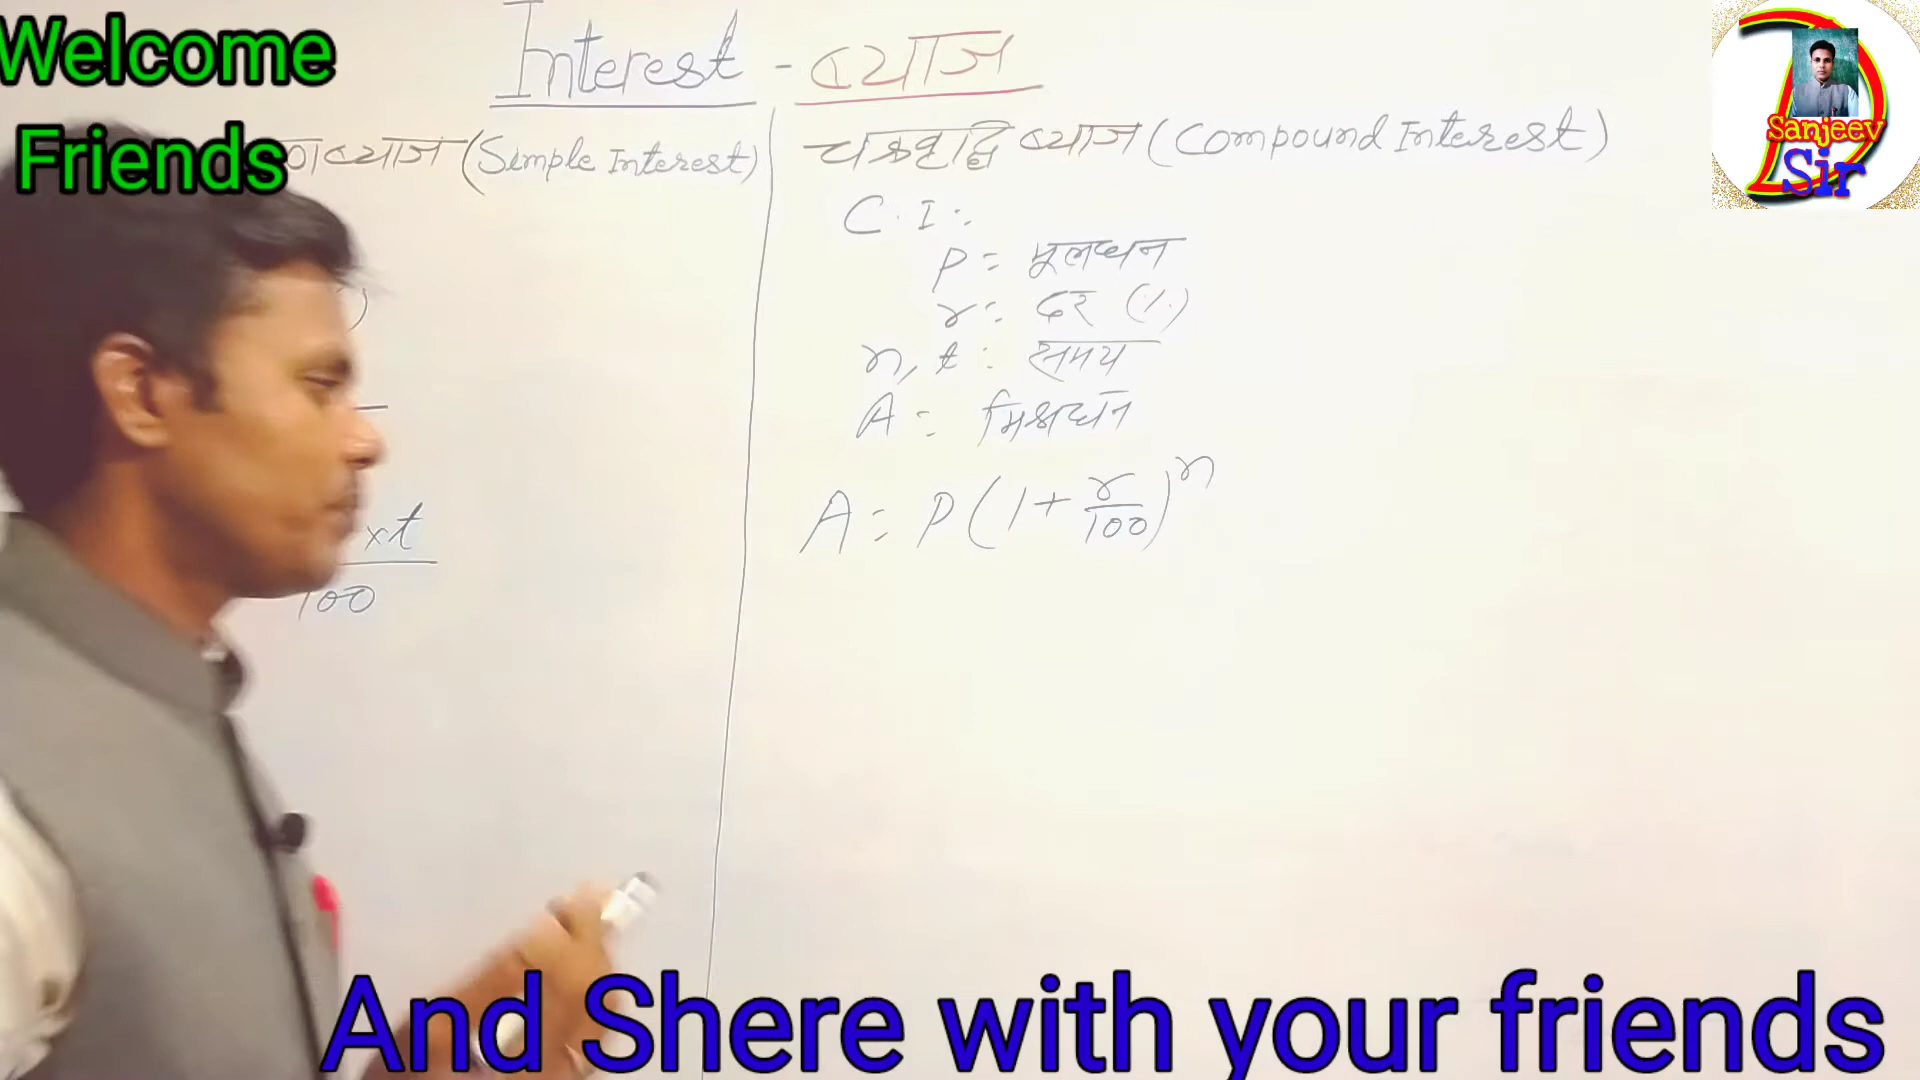 Welcome
Friends
Interest - ब्याज
ब्याज (Simple Interest)
चक्रवृद्धि ब्याज (Compound Interest)
C.I :-
P = मूलधन
r = दर (%)
n, t = समय
A = मिश्रधन
A = P(1+r/100)^n
)
×t
100
Sanjeev
Sir
And Shere with your friends